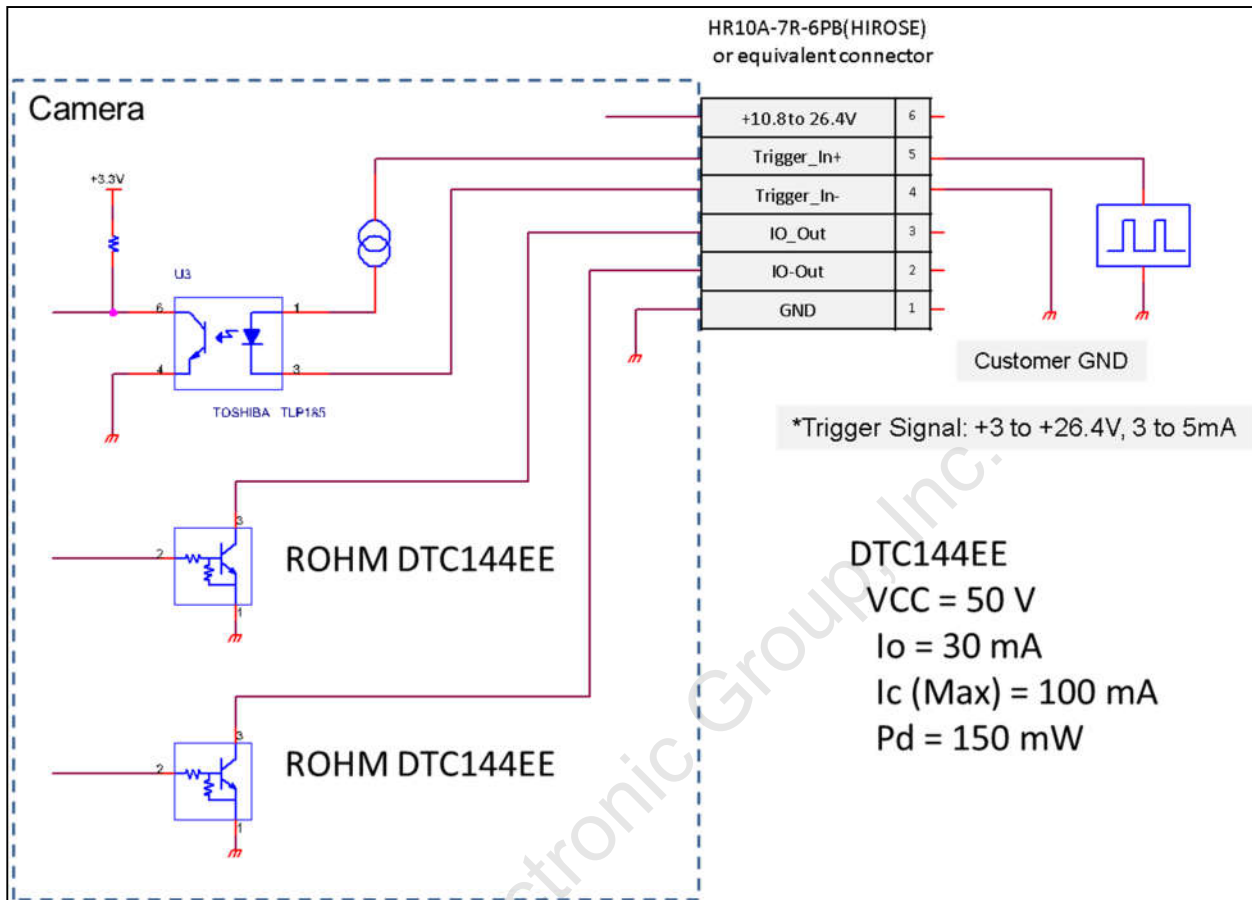 HR10A-7R-6PB(HIROSE)
or equivalent connector
Camera
+10.8 to 26.4V 6
Trigger_In+ 5
Trigger_In- 4
IO_Out 3
IO-Out 2
GND 1
+3.3V
U3
6
1
4
3
TOSHIBA TLP185
Customer GND
*Trigger Signal: +3 to +26.4V, 3 to 5mA
3
2
ROHM DTC144EE
1
3
2
ROHM DTC144EE
1
DTC144EE
VCC = 50 V
Io = 30 mA
Ic (Max) = 100 mA
Pd = 150 mW
stronic Group,Inc.